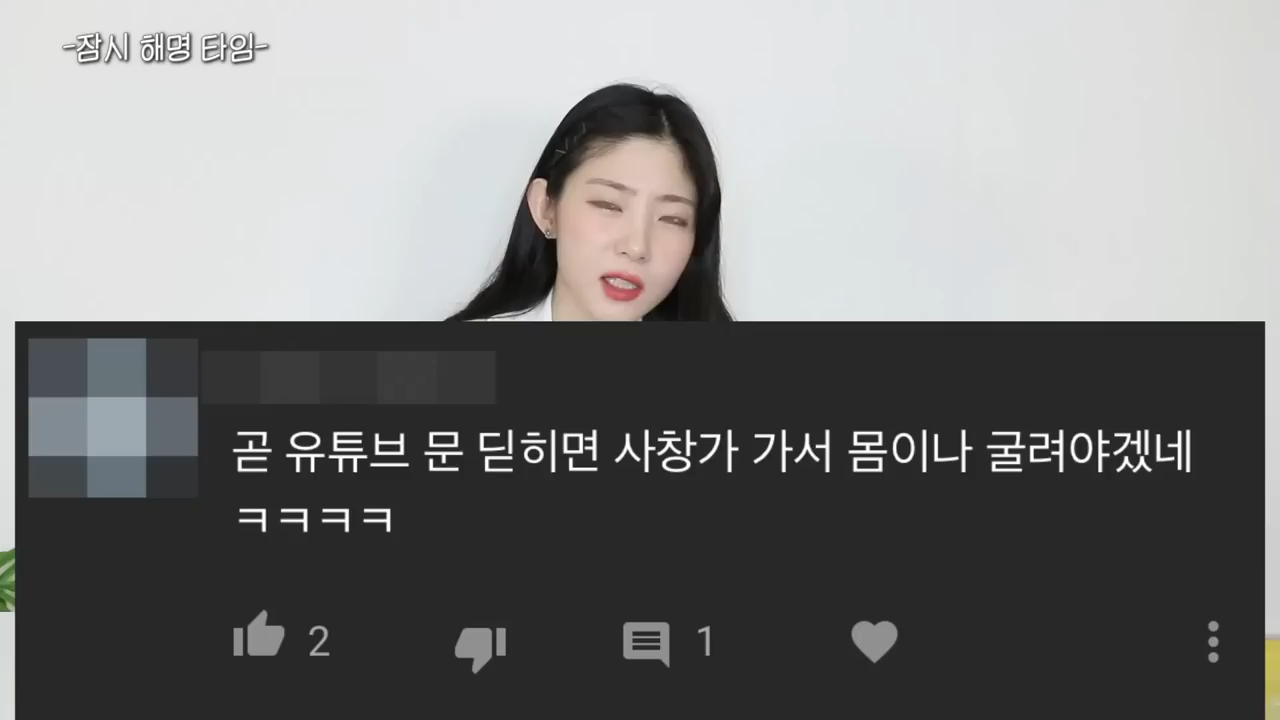 -잠시 해명 타임-
곧 유튜브 문 닫히면 사창가 가서 몸이나 굴려야겠네
ㅋㅋㅋㅋ
2
1